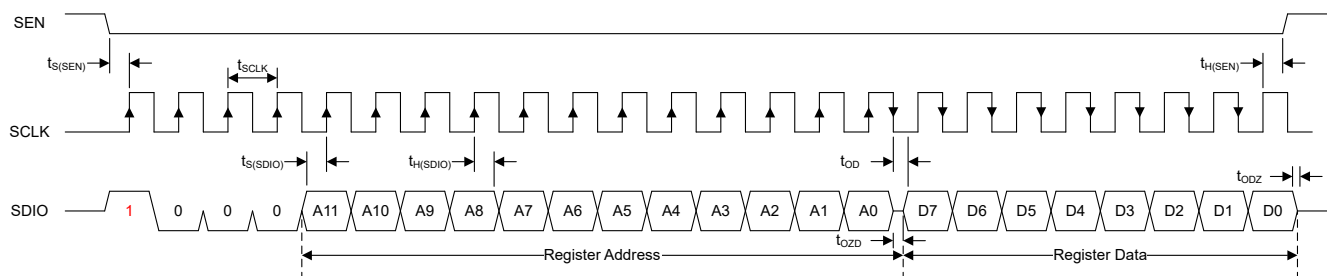 SEN
tS(SEN)
tSCLK
tH(SEN)
SCLK
tS(SDIO)
tH(SDIO)
tOD
tODZ
SDIO 1 0 0 0 A11 A10 A9 A8 A7 A6 A5 A4 A3 A2 A1 A0 D7 D6 D5 D4 D3 D2 D1 D0
tOZD
Register Address Register Data